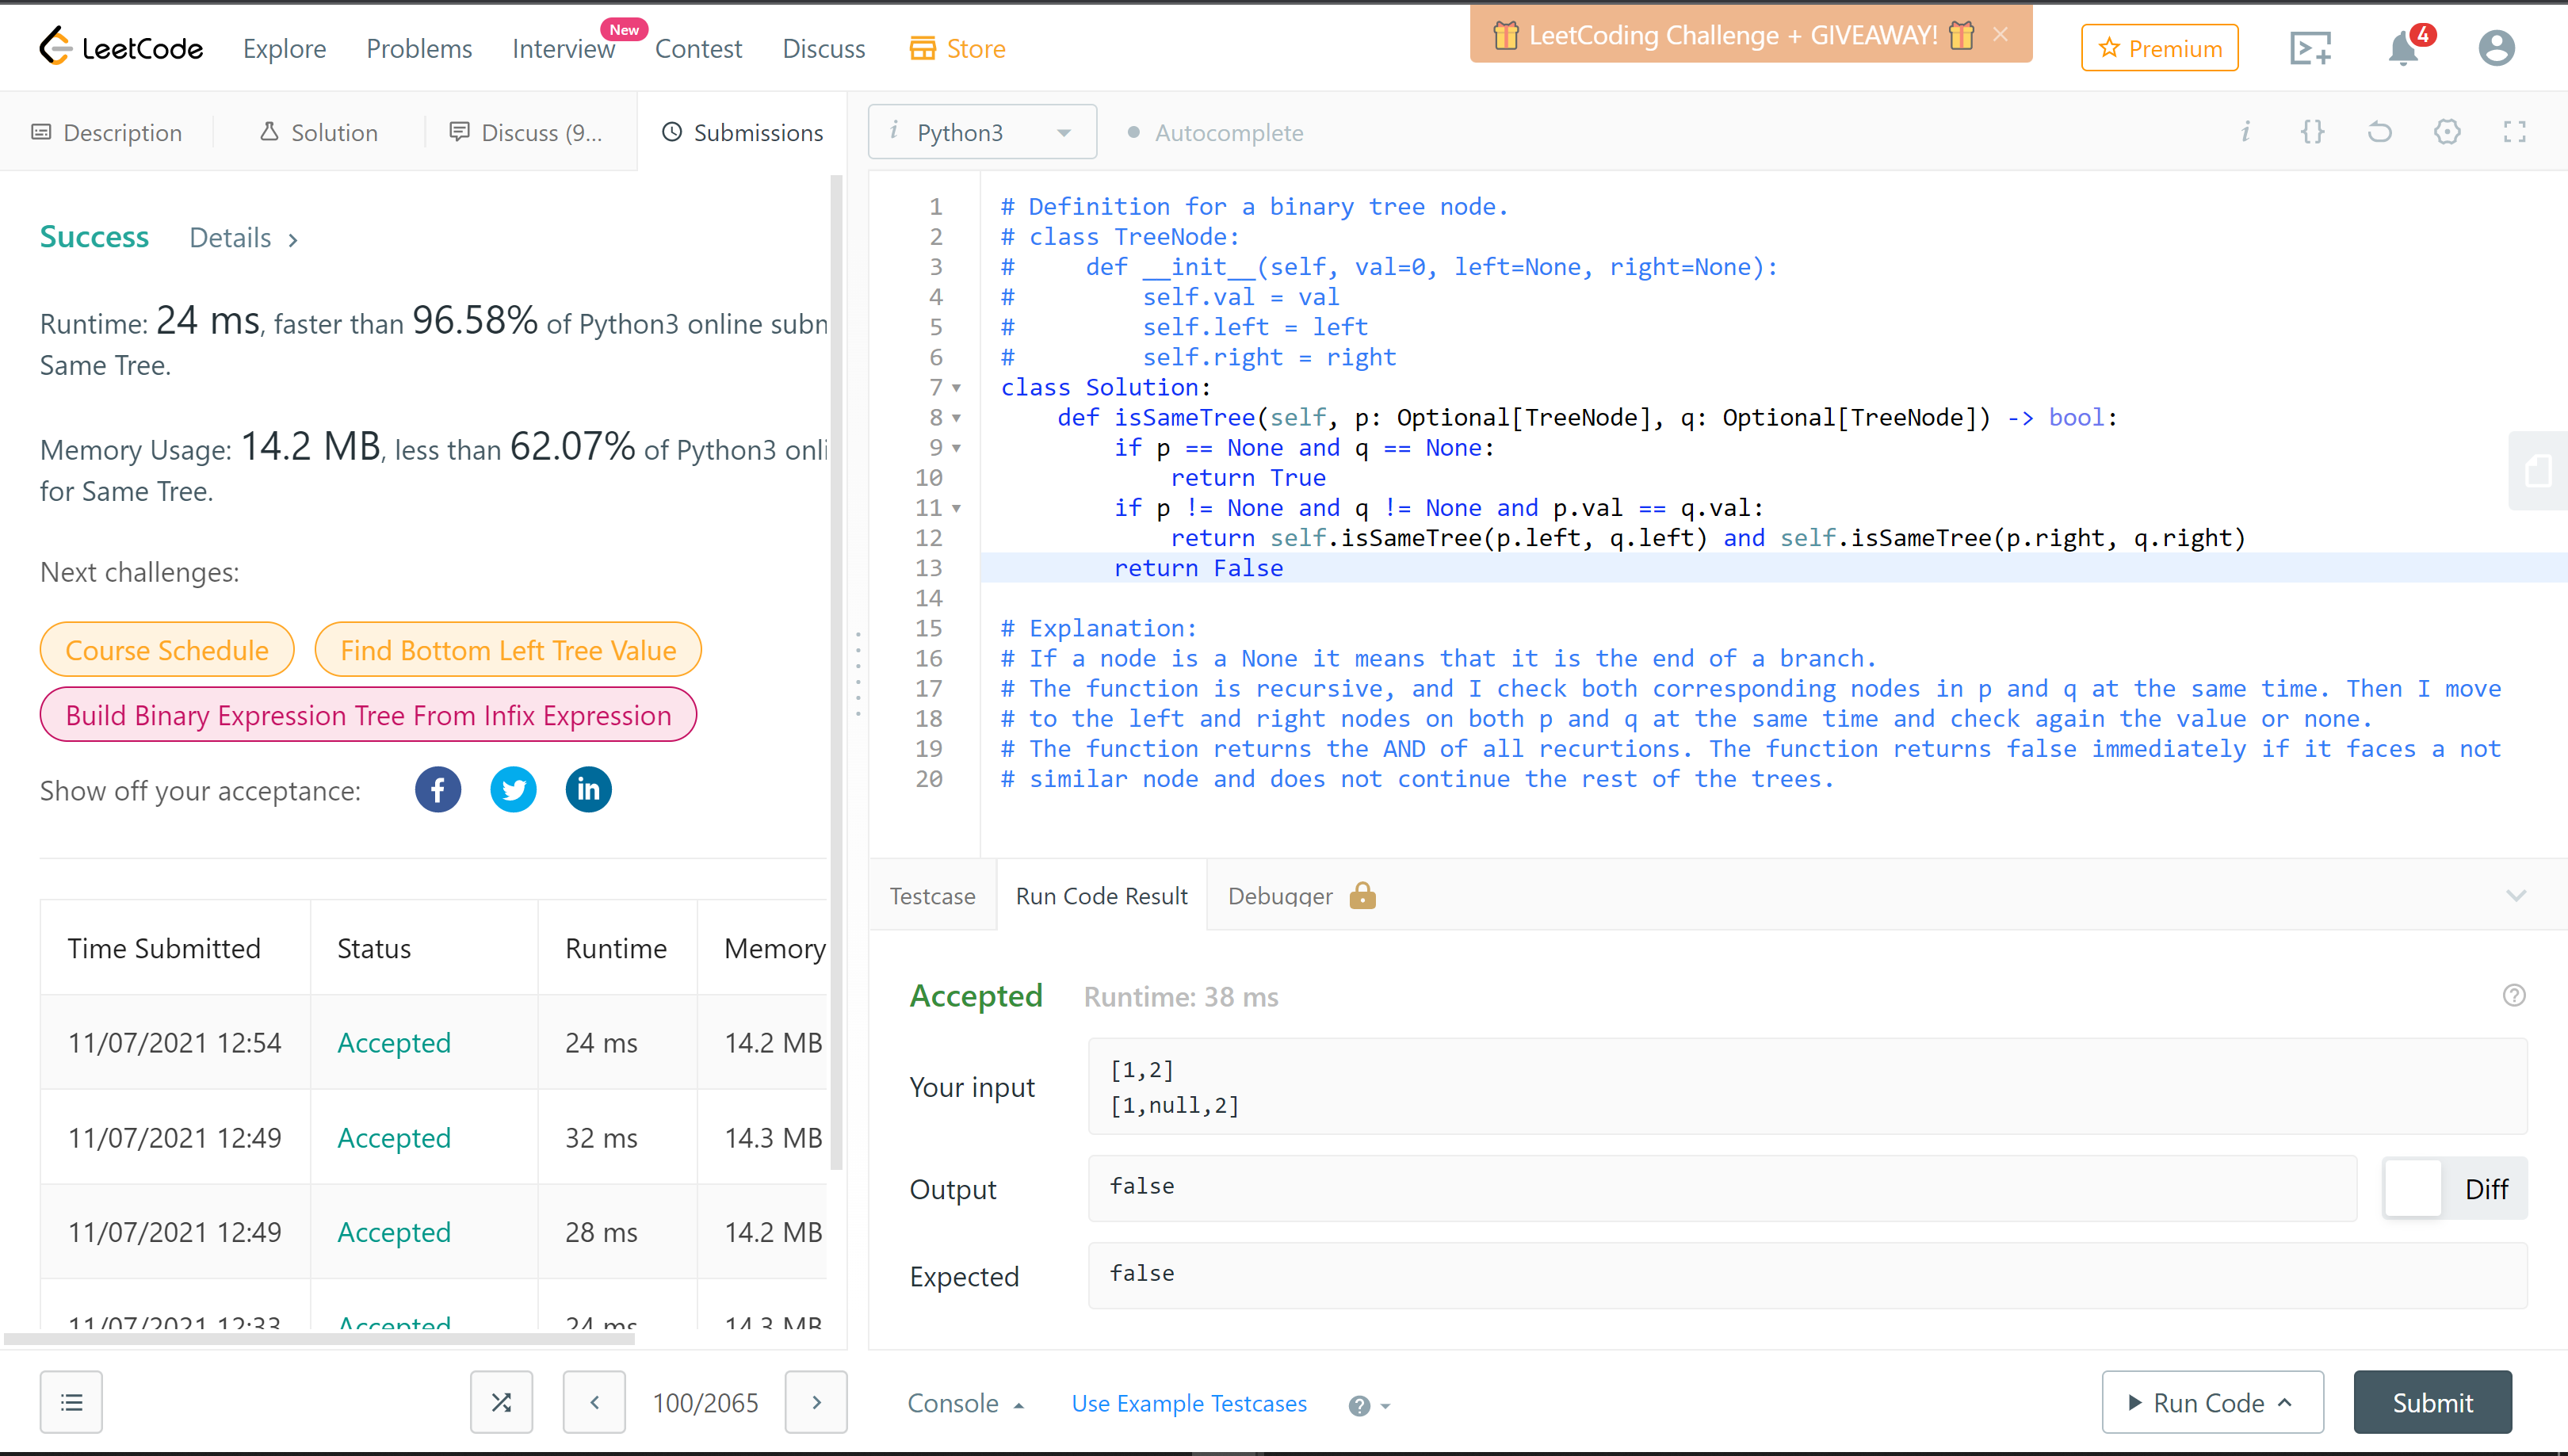 LeetCode Explore Problems Interview New Contest Discuss Store LeetCoding Challenge + GIVEAWAY! × Premium 4
Description Solution Discuss (9... Submissions
i Python3 Autocomplete i {}
Success Details >
Runtime: 24 ms, faster than 96.58% of Python3 online
Same Tree.
Memory Usage: 14.2 MB, less than 62.07% of Python3
for Same Tree.
Next challenges:
Course Schedule Find Bottom Left Tree Value
Build Binary Expression Tree From Infix Expression
Show off your acceptance: f in
Time Submitted Status Runtime Memory
11/07/2021 12:54 Accepted 24 ms 14.2 MB
11/07/2021 12:49 Accepted 32 ms 14.3 MB
11/07/2021 12:49 Accepted 28 ms 14.2 MB
11/07/2021 12:33 Accepted 24 ms 14.3 MB
100/2065
1 # Definition for a binary tree node.
2 # class TreeNode:
3 #     def __init__(self, val=0, left=None, right=None):
4 #         self.val = val
5 #         self.left = left
6 #         self.right = right
7 class Solution:
8     def isSameTree(self, p: Optional[TreeNode], q: Optional[TreeNode]) -> bool:
9         if p == None and q == None:
10             return True
11         if p != None and q != None and p.val == q.val:
12             return self.isSameTree(p.left, q.left) and self.isSameTree(p.right, q.right)
13         return False
14
15 # Explanation:
16 # If a node is a None it means that it is the end of a branch.
17 # The function is recursive, and I check both corresponding nodes in p and q at the same time. Then I move
18 # to the left and right nodes on both p and q at the same time and check again the value or none.
19 # The function returns the AND of all recurtions. The function returns false immediately if it faces a not
20 # similar node and does not continue the rest of the trees.
Testcase Run Code Result Debugger
Accepted Runtime: 38 ms ?
Your input
[1,2]
[1,null,2]
Output false Diff
Expected false
Console Use Example Testcases ? Run Code Submit